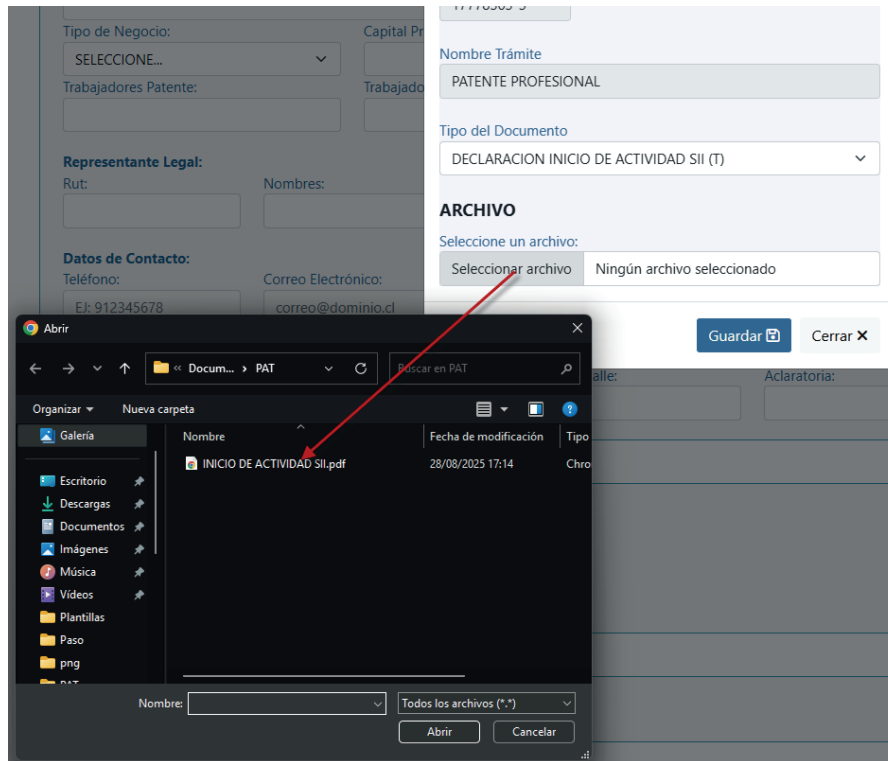 Tipo de Negocio:
Capital Pr
SELECCIONE...
Trabajadores Patente:
Trabajado
Representante Legal:
Rut:
Nombres:
Datos de Contacto:
Teléfono:
Correo Electrónico:
EJ: 912345678
correo@dominio.cl
Nombre Trámite
PATENTE PROFESIONAL
Tipo del Documento
DECLARACION INICIO DE ACTIVIDAD SII (T)
ARCHIVO
Seleccione un archivo:
Seleccionar archivo
Ningún archivo seleccionado
Guardar
Cerrar
alle:
Aclaratoria:
Abrir
« Docum... › PAT
Buscar en PAT
Organizar
Nueva carpeta
Galería
Nombre
Fecha de modificación
Tipo
INICIO DE ACTIVIDAD SII.pdf
28/08/2025 17:14
Chro
Escritorio
Descargas
Documentos
Imágenes
Música
Vídeos
Plantillas
Paso
png
PAT
Nombre:
Todos los archivos (*.*)
Abrir
Cancelar